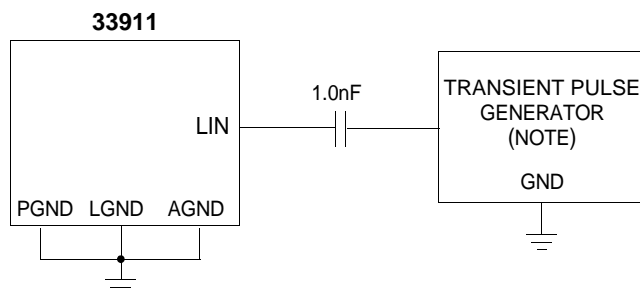 33911
1.0nF
TRANSIENT PULSE
GENERATOR
(NOTE)
LIN
GND
PGND LGND AGND